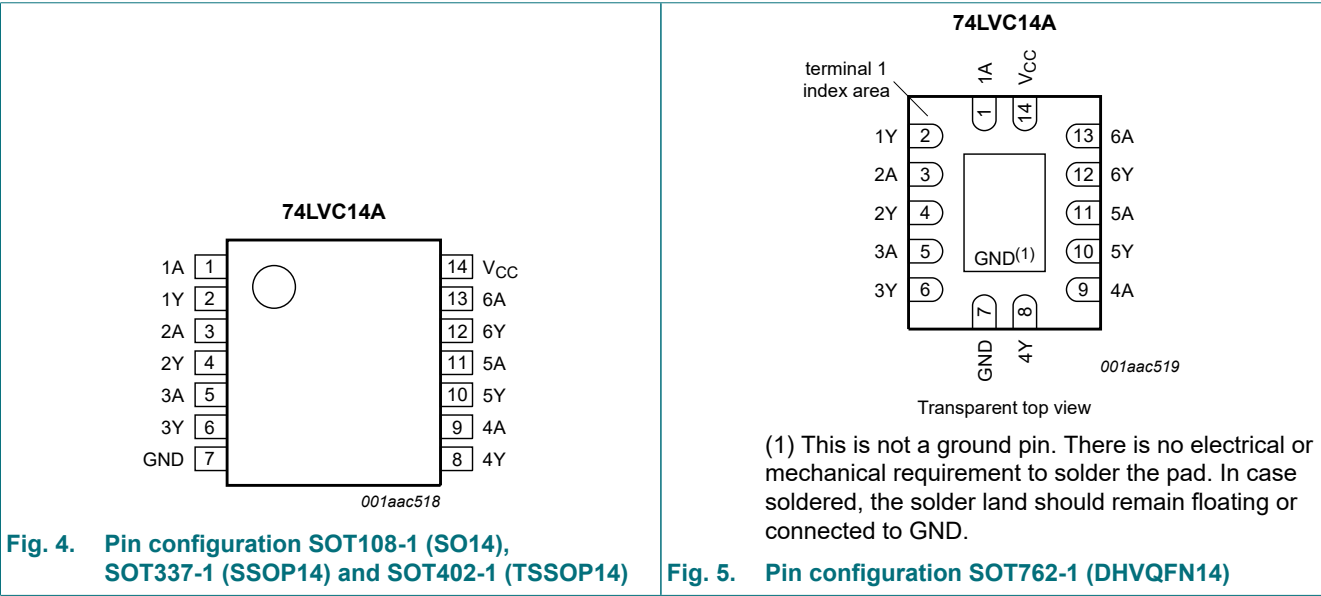 74LVC14A
1A 1
1Y 2
2A 3
2Y 4
3A 5
3Y 6
GND 7
14 VCC
13 6A
12 6Y
11 5A
10 5Y
9 4A
8 4Y
001aac518
Fig. 4. Pin configuration SOT108-1 (SO14),
SOT337-1 (SSOP14) and SOT402-1 (TSSOP14)
74LVC14A
terminal 1
index area
1A
VCC
1
14
1Y 2
2A 3
2Y 4
3A 5
3Y 6
13 6A
12 6Y
11 5A
10 5Y
9 4A
GND(1)
7
8
GND
4Y
001aac519
Transparent top view
(1) This is not a ground pin. There is no electrical or
mechanical requirement to solder the pad. In case
soldered, the solder land should remain floating or
connected to GND.
Fig. 5. Pin configuration SOT762-1 (DHVQFN14)